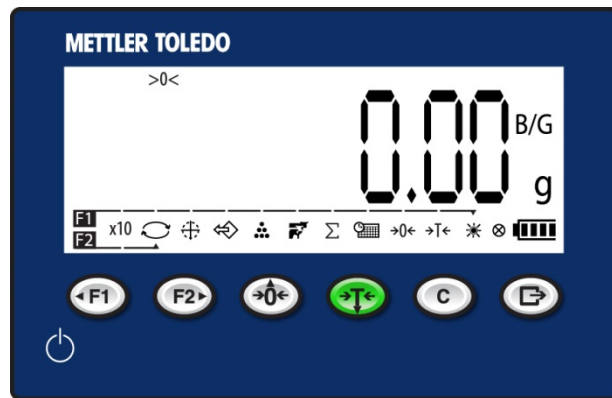 METTLER TOLEDO
>0<
0.00 B/G
g
F1
x10 Σ →0← →T←
F2
F1 F2 →0← →T← C